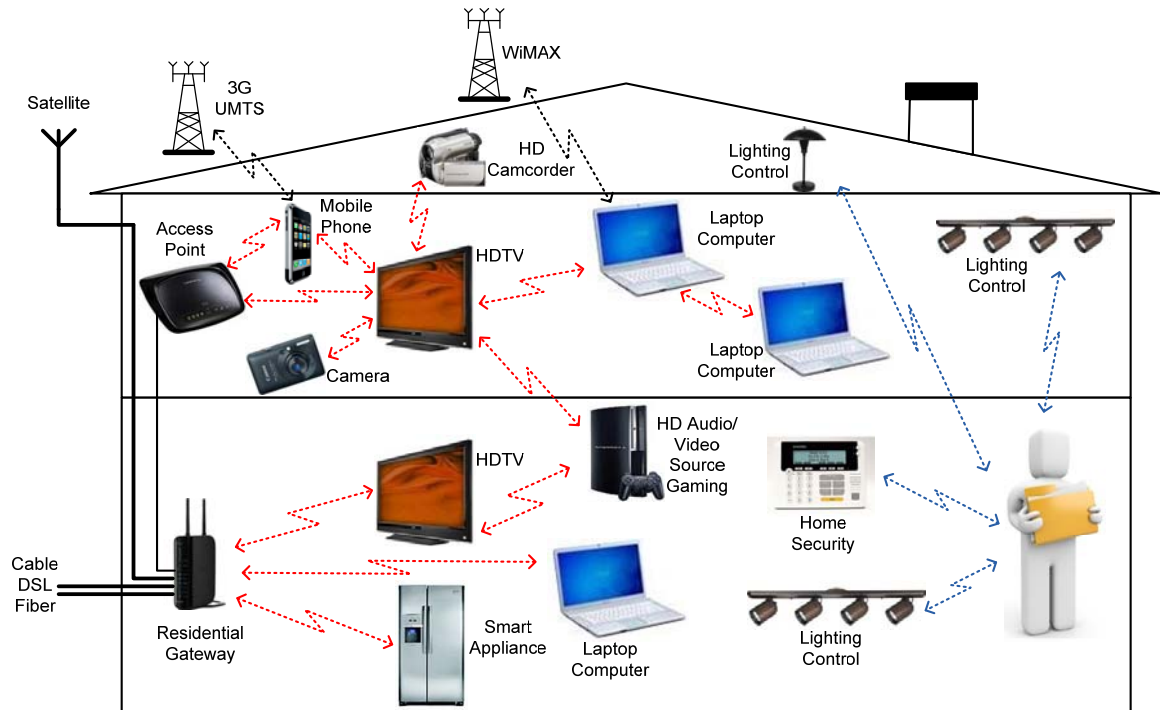 WiMAX
3G
UMTS
Satellite
HD
Camcorder
Lighting
Control
Mobile
Phone
Access
Point
Laptop
Computer
HDTV
Lighting
Control
Laptop
Computer
Camera
HD Audio/
Video
Source
Gaming
HDTV
Home
Security
Cable
DSL
Fiber
Residential
Gateway
Smart
Appliance
Laptop
Computer
Lighting
Control